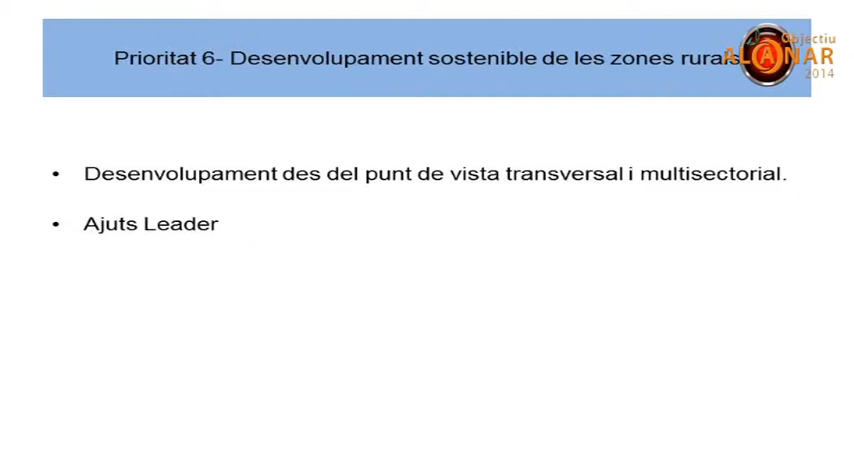 Prioritat 6- Desenvolupament sostenible de les zones rurals
Objectiu
ALCANAR
2014
• Desenvolupament des del punt de vista transversal i multisectorial.
• Ajuts Leader